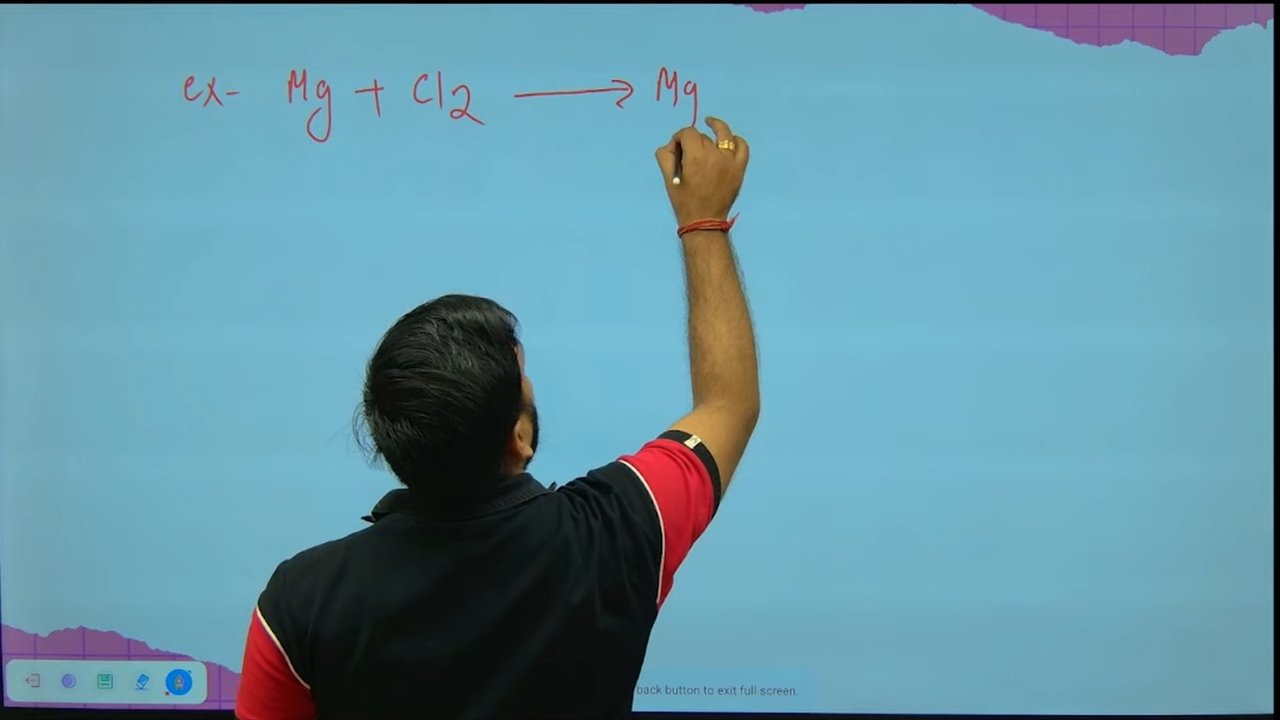 ex- Mg + Cl2 ⟶ Mg
back button to exit full screen.